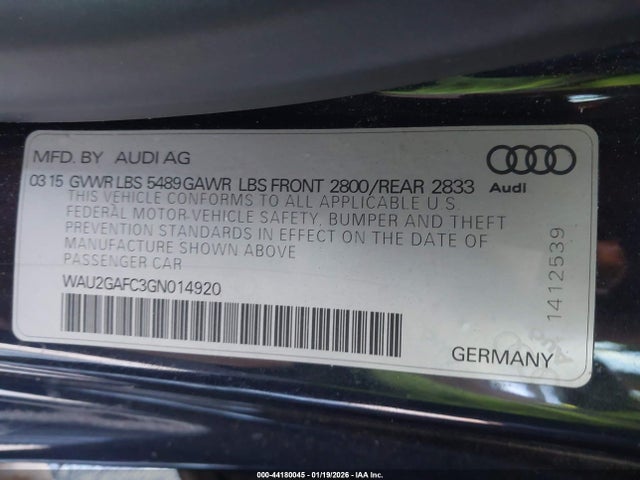 MFD. BY AUDI AG
Audi
03 15 GVWR LBS 5489 GAWR LBS FRONT 2800/REAR 2833
THIS VEHICLE CONFORMS TO ALL APPLICABLE U.S.
FEDERAL MOTOR-VEHICLE SAFETY, BUMPER AND THEFT
PREVENTION STANDARDS IN EFFECT ON THE DATE OF
MANUFACTURE SHOWN ABOVE
PASSENGER CAR
WAU2GAFC3GN014920
1412539
GERMANY
000-44180045 - 01/19/2026 - IAA Inc.